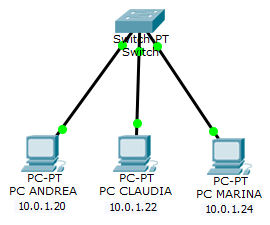 Switch-PT
Switch
PC-PT
PC ANDREA
10.0.1.20
PC-PT
PC CLAUDIA
10.0.1.22
PC-PT
PC MARINA
10.0.1.24